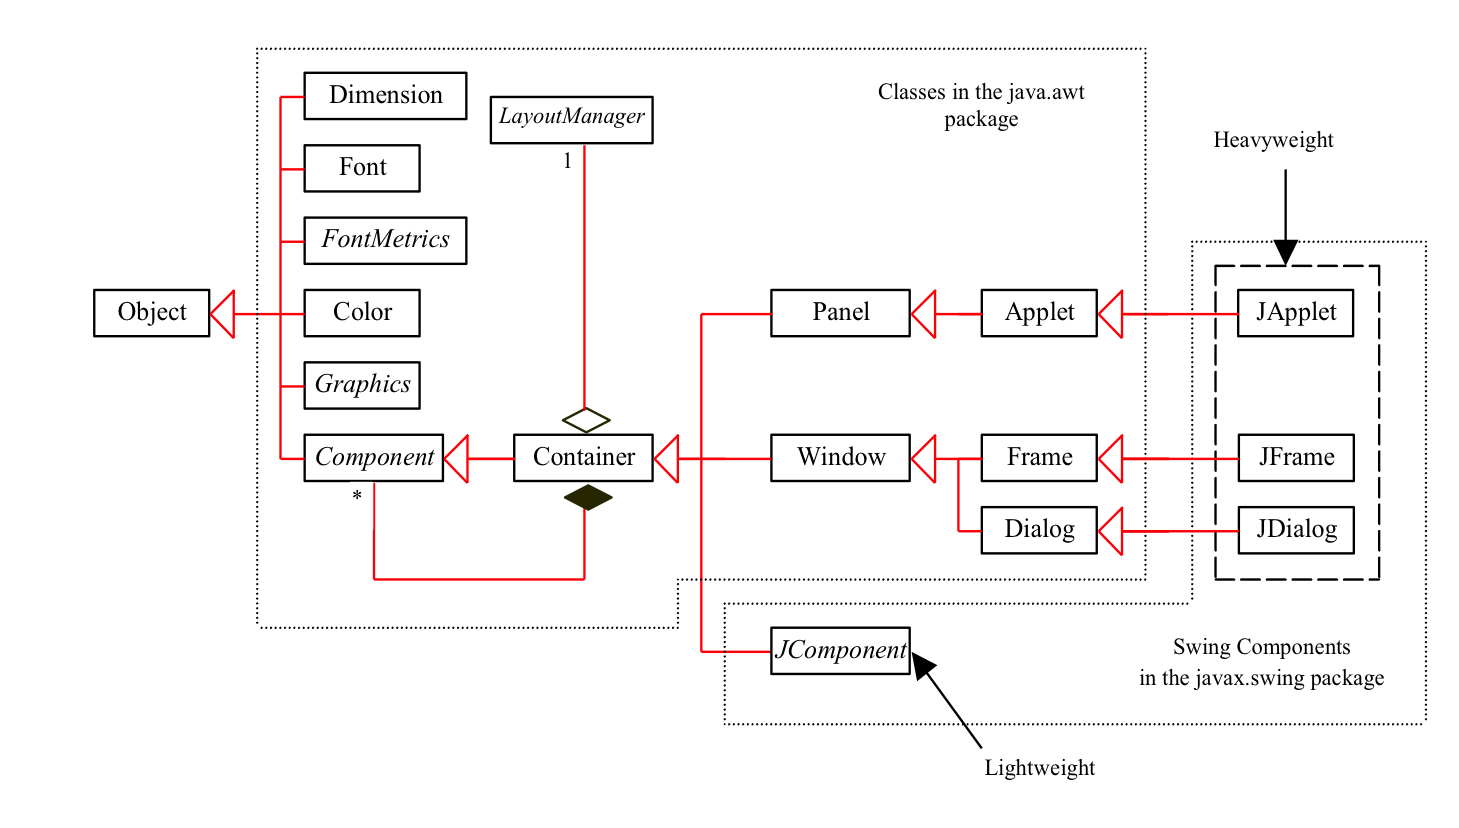 Dimension
LayoutManager
Classes in the java.awt
package
1
Heavyweight
Font
FontMetrics
Object
Color
Panel
Applet
JApplet
Graphics
Component
Container
Window
Frame
JFrame
*
Dialog
JDialog
JComponent
Swing Components
in the javax.swing package
Lightweight